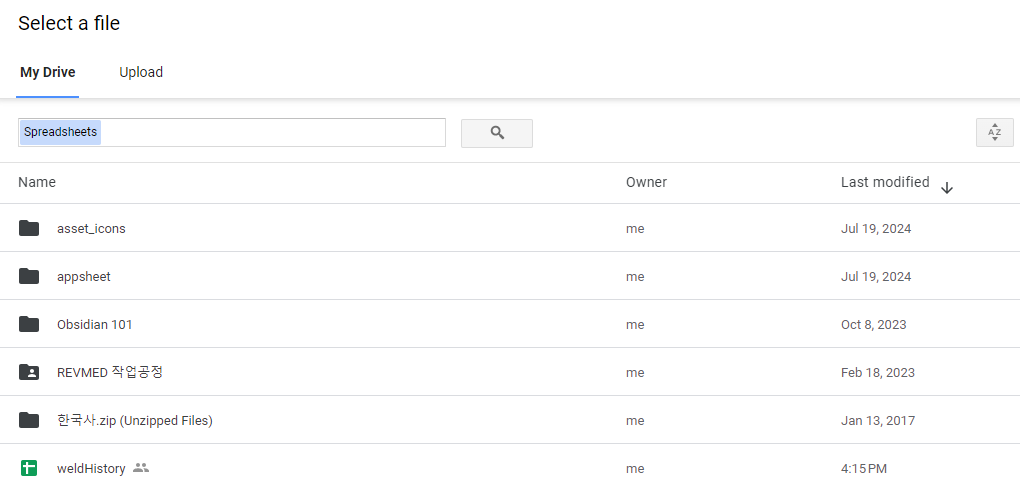 Select a file
My Drive Upload
Spreadsheets
AZ
Name Owner Last modified
asset_icons me Jul 19, 2024
appsheet me Jul 19, 2024
Obsidian 101 me Oct 8, 2023
REVMED 작업공정 me Feb 18, 2023
한국사.zip (Unzipped Files) me Jan 13, 2017
weldHistory me 4:15 PM